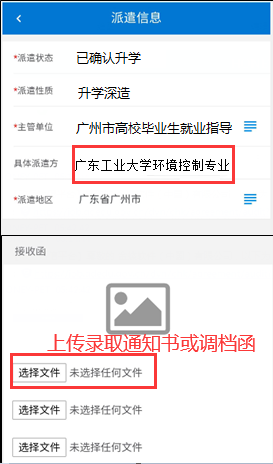 派遣信息
*派遣状态 已确认升学
*派遣性质 升学深造
*主管单位 广州市高校毕业生就业指导
具体派遣方 广东工业大学环境控制专业
*派遣地区 广东省广州市
接收函
上传录取通知书或调档函
选择文件 未选择任何文件
选择文件 未选择任何文件
选择文件 未选择任何文件